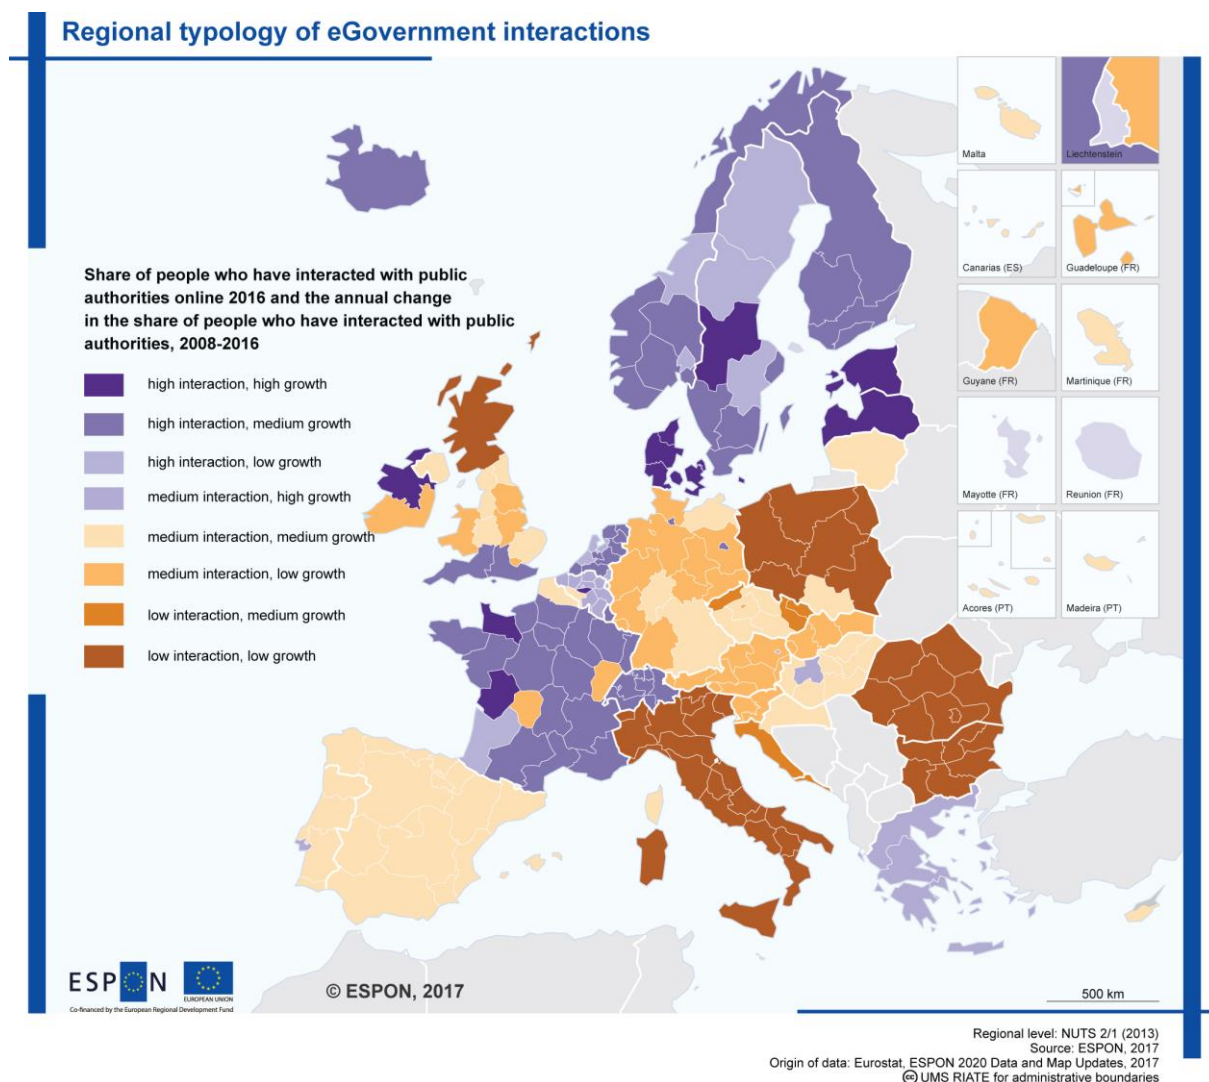 Regional typology of eGovernment interactions
Share of people who have interacted with public
authorities online 2016 and the annual change
in the share of people who have interacted with public
authorities, 2008-2016
high interaction, high growth
high interaction, medium growth
high interaction, low growth
medium interaction, high growth
medium interaction, medium growth
medium interaction, low growth
low interaction, medium growth
low interaction, low growth
Malta
Liechtenstein
Canarias (ES)
Guadeloupe (FR)
Guyane (FR)
Martinique (FR)
Mayotte (FR)
Reunion (FR)
Acores (PT)
Madeira (PT)
ESPON
EUROPEAN UNION
Co-financed by the European Regional Development Fund
© ESPON, 2017
500 km
Regional level: NUTS 2/1 (2013)
Source: ESPON, 2017
Origin of data: Eurostat, ESPON 2020 Data and Map Updates, 2017
(cc) UMS RIATE for administrative boundaries